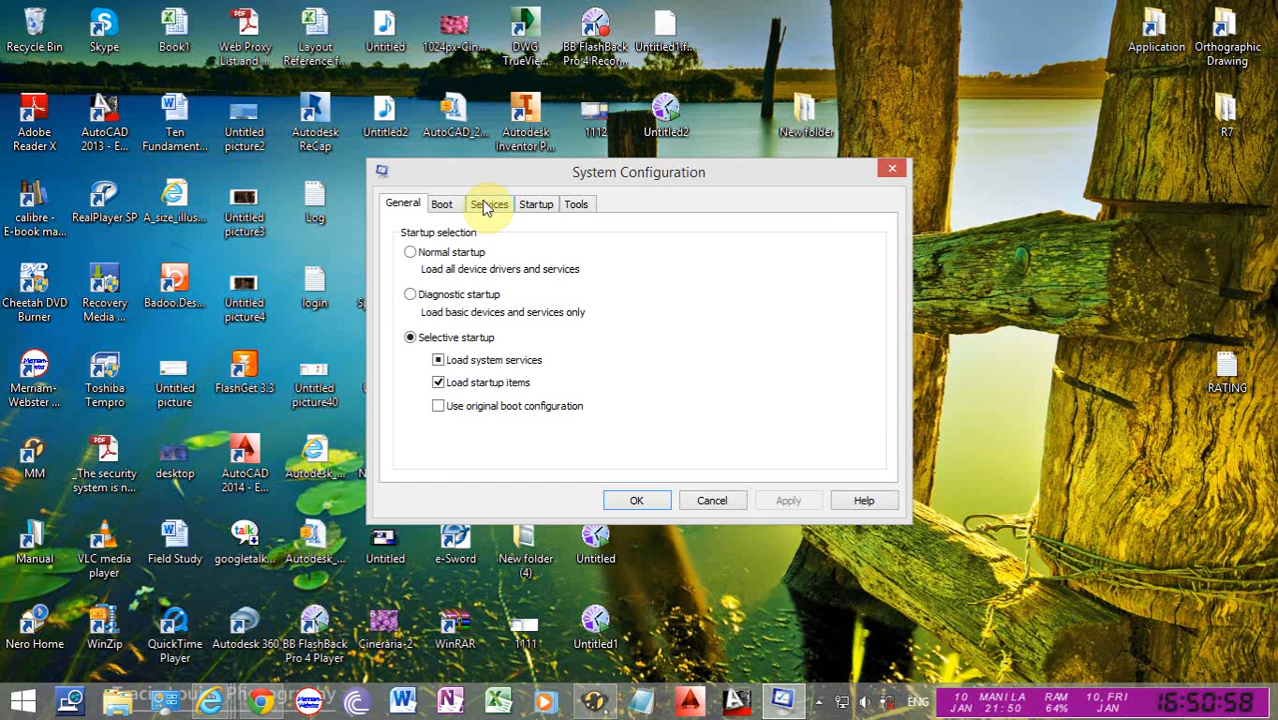 Recycle Bin
Skype
Book1
Web Proxy
List and ...
Layout
Reference f...
Untitled
1024px-Cin...
DWG
TrueVie...
BB FlashBack
Pro 4 Recor...
Untitled1.f...
Application
Orthographic
Drawing
Adobe
Reader X
AutoCAD
2013 - E...
Ten
Fundament...
Untitled
picture2
Autodesk
ReCap
Untitled2
AutoCAD_2...
Autodesk
Inventor P...
1112
Untitled2
New folder
R7
calibre -
E-book ma...
RealPlayer SP
A_size_illus...
Untitled
picture3
Log
Cheetah DVD
Burner
Recovery
Media ...
Badoo.Des...
Untitled
picture4
login
Merriam-
Webster ...
Toshiba
Tempro
Untitled
picture
FlashGet 3.3
Untitled
picture40
RATING
MM
_The security
system is n...
desktop
AutoCAD
2014 - E...
Autodesk_...
Manual
VLC media
player
Field Study
googletalk...
Autodesk_...
Untitled
e-Sword
New folder
(4)
Untitled
Nero Home
WinZip
QuickTime
Player
Autodesk 360
BB FlashBack
Pro 4 Player
Cineraria-2
WinRAR
1111
Untitled1
System Configuration
General
Boot
Services
Startup
Tools
Startup selection
Normal startup
Load all device drivers and services
Diagnostic startup
Load basic devices and services only
Selective startup
Load system services
Load startup items
Use original boot configuration
OK
Cancel
Apply
Help
ENG
10 MANILA RAM 10, FRI
JAN 21:50 64% JAN
16:50:58